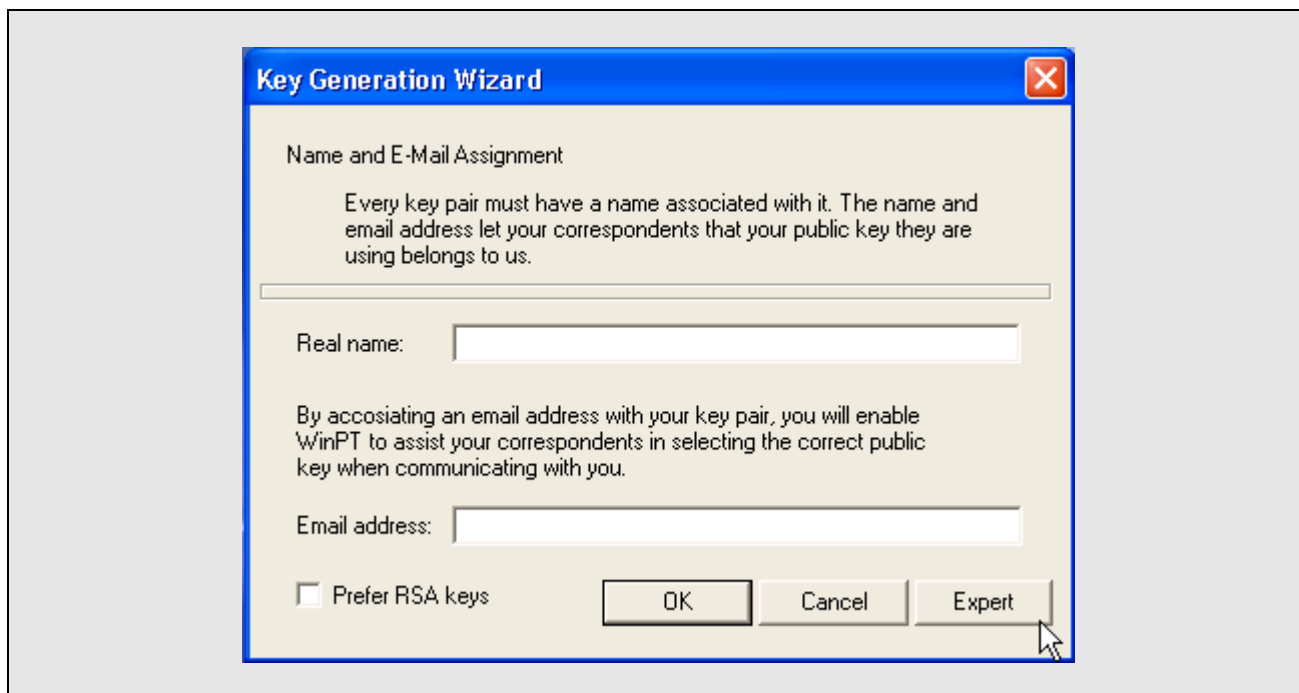 Key Generation Wizard
Name and E-Mail Assignment
Every key pair must have a name associated with it. The name and
email address let your correspondents that your public key they are
using belongs to us.
Real name:
By accosiating an email address with your key pair, you will enable
WinPT to assist your correspondents in selecting the correct public
key when communicating with you.
Email address:
Prefer RSA keys
OK
Cancel
Expert